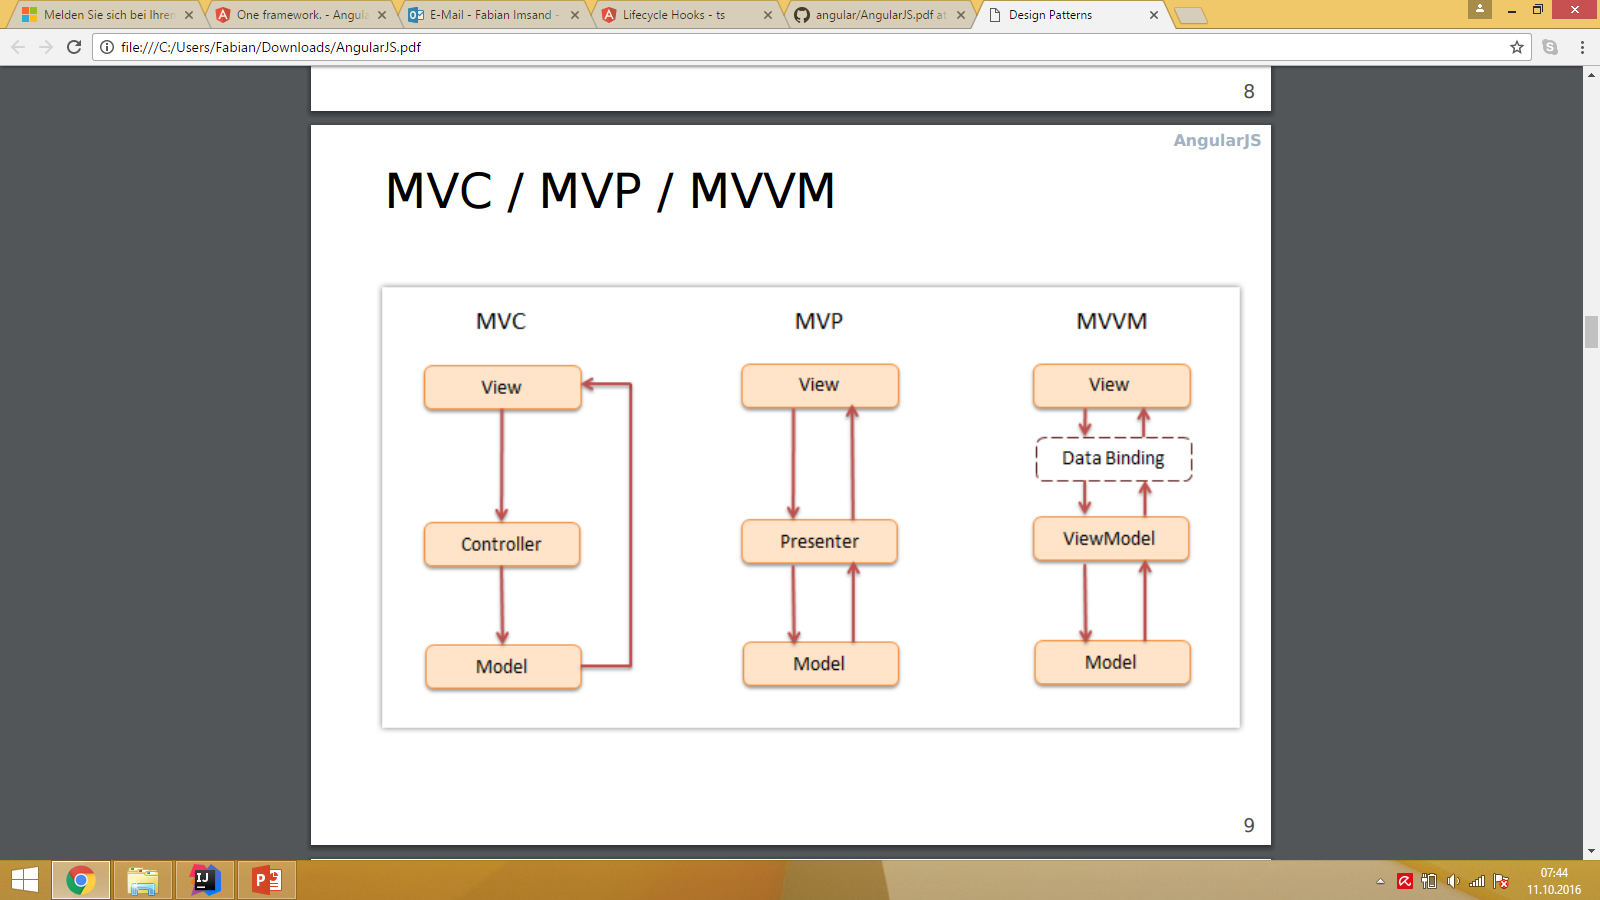 Melden Sie sich bei Ihren
One framework. - Angula
E-Mail - Fabian Imsand -
Lifecycle Hooks - ts
angular/AngularJS.pdf at
Design Patterns
file:///C:/Users/Fabian/Downloads/AngularJS.pdf
8
AngularJS
MVC / MVP / MVVM
MVC
MVP
MVVM
View
View
View
Data Binding
Controller
Presenter
ViewModel
Model
Model
Model
9
07:44
11.10.2016